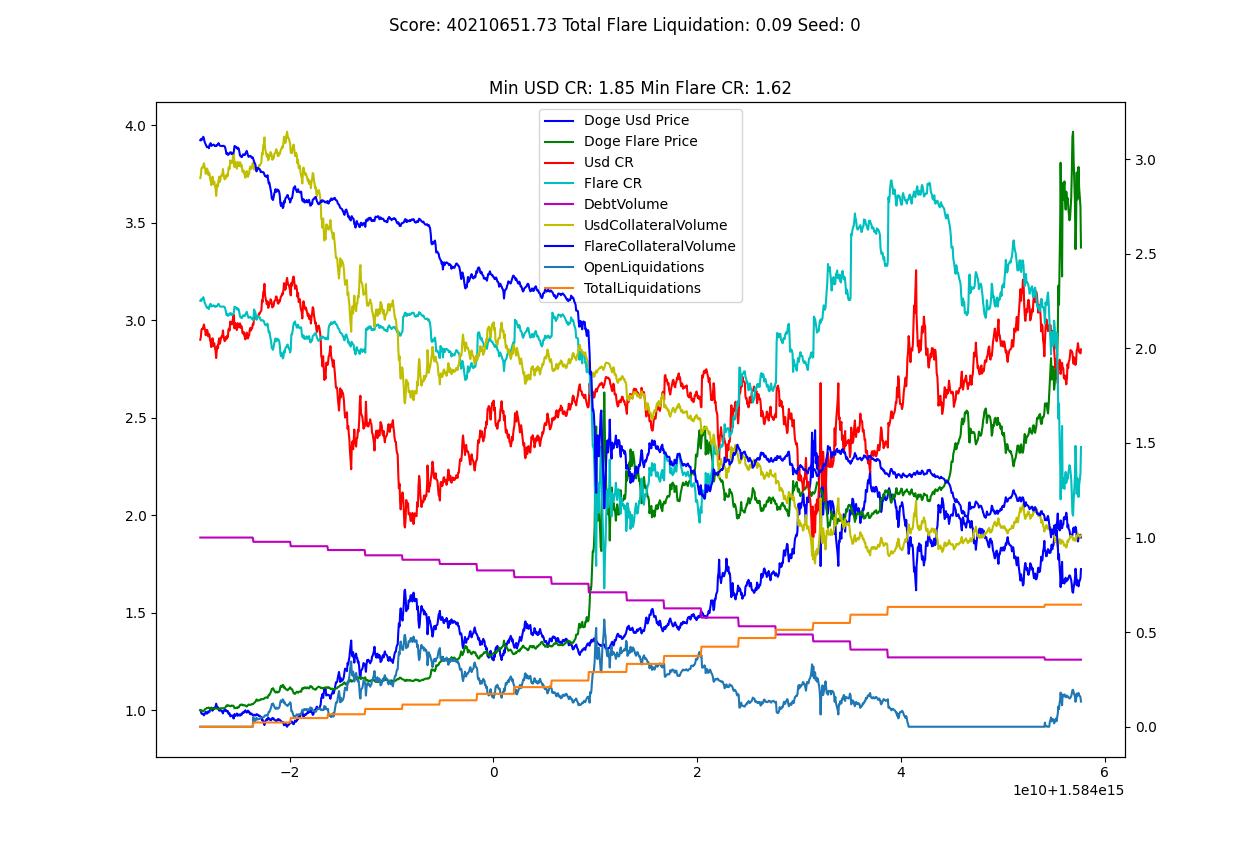 Score: 40210651.73 Total Flare Liquidation: 0.09 Seed: 0
Min USD CR: 1.85 Min Flare CR: 1.62
Doge Usd Price
Doge Flare Price
Usd CR
Flare CR
DebtVolume
UsdCollateralVolume
FlareCollateralVolume
OpenLiquidations
TotalLiquidations
4.0
3.5
3.0
2.5
2.0
1.5
1.0
3.0
2.5
2.0
1.5
1.0
0.5
0.0
−2 0 2 4 6
1e10+1.584e15